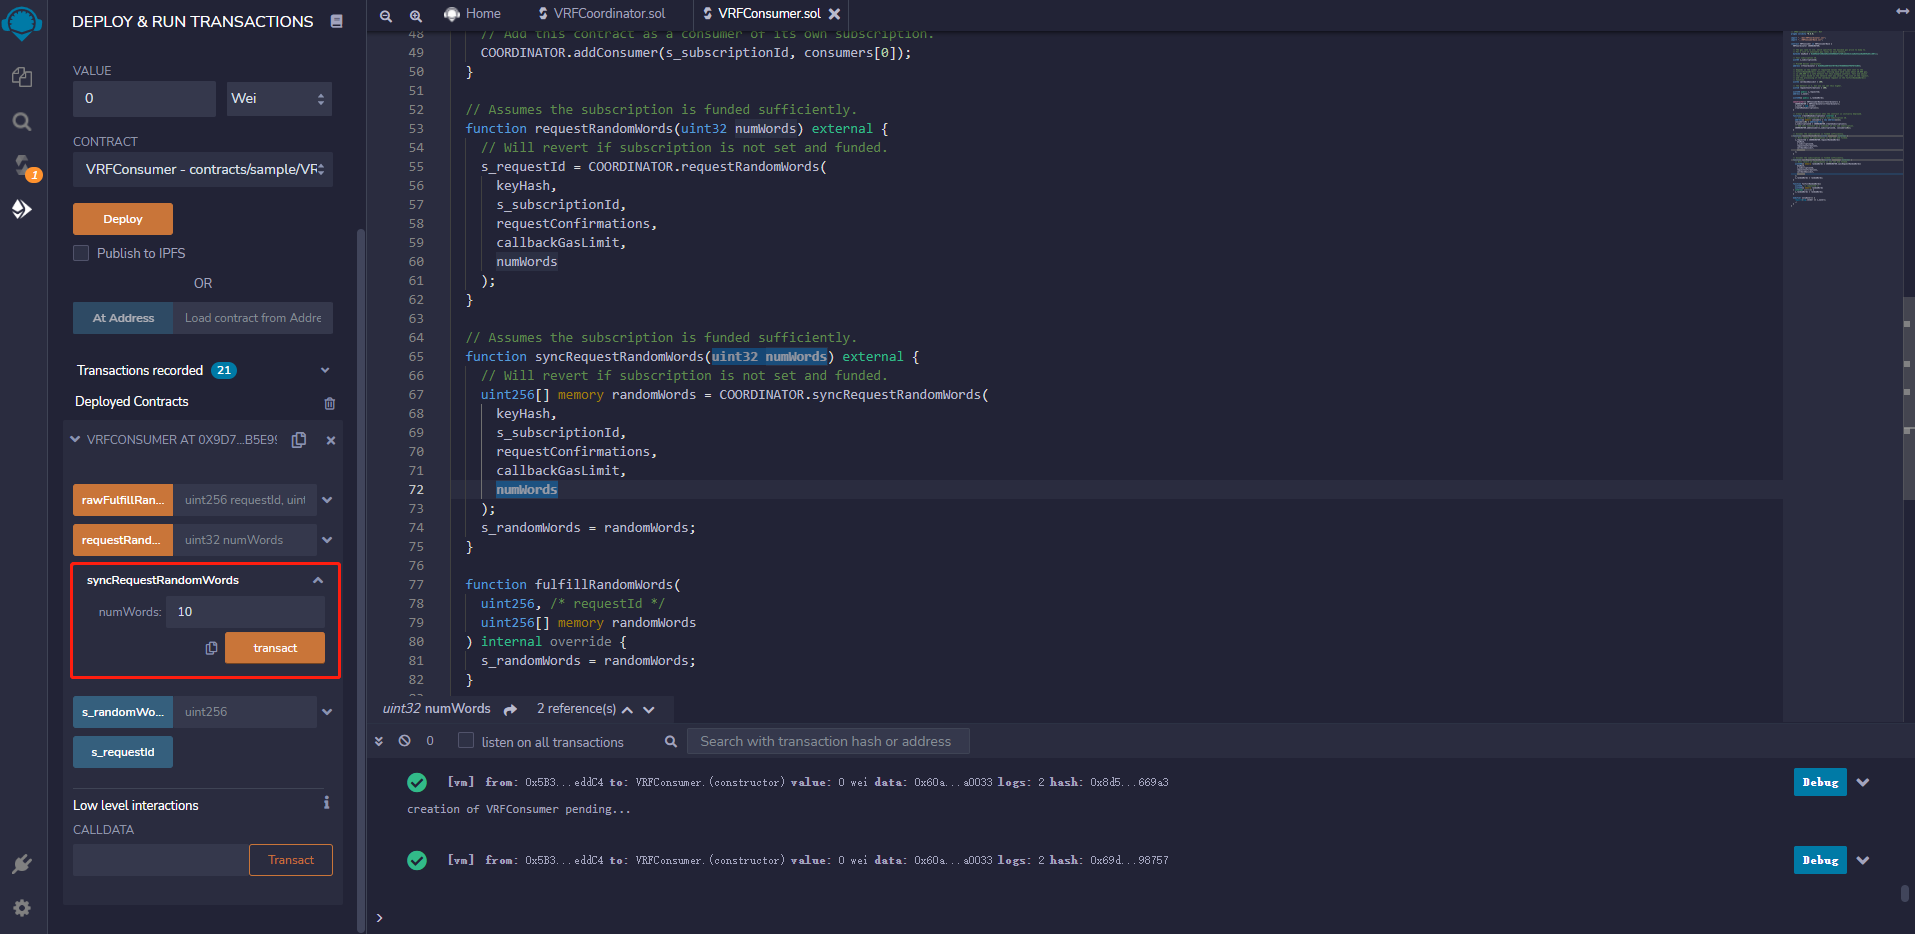 DEPLOY & RUN TRANSACTIONS
VALUE
0
Wei
CONTRACT
VRFConsumer - contracts/sample/VRF
Deploy
Publish to IPFS
OR
At Address
Load contract from Addre
Transactions recorded 21
Deployed Contracts
VRFCONSUMER AT 0X9D7...B5E99
rawFulfillRan...
uint256 requestId, uint
requestRand...
uint32 numWords
syncRequestRandomWords
numWords:
10
transact
s_randomWo...
uint256
s_requestId
Low level interactions
CALLDATA
Transact
1
Home
VRFCoordinator.sol
VRFConsumer.sol
48 // Add this contract as a consumer of its own subscription.
49 COORDINATOR.addConsumer(s_subscriptionId, consumers[0]);
50 }
51
52 // Assumes the subscription is funded sufficiently.
53 function requestRandomWords(uint32 numWords) external {
54 // Will revert if subscription is not set and funded.
55 s_requestId = COORDINATOR.requestRandomWords(
56 keyHash,
57 s_subscriptionId,
58 requestConfirmations,
59 callbackGasLimit,
60 numWords
61 );
62 }
63
64 // Assumes the subscription is funded sufficiently.
65 function syncRequestRandomWords(uint32 numWords) external {
66 // Will revert if subscription is not set and funded.
67 uint256[] memory randomWords = COORDINATOR.syncRequestRandomWords(
68 keyHash,
69 s_subscriptionId,
70 requestConfirmations,
71 callbackGasLimit,
72 numWords
73 );
74 s_randomWords = randomWords;
75 }
76
77 function fulfillRandomWords(
78 uint256, /* requestId */
79 uint256[] memory randomWords
80 ) internal override {
81 s_randomWords = randomWords;
82 }
uint32 numWords
2 reference(s)
0
listen on all transactions
Search with transaction hash or address
[vm] from: 0x5B3...eddC4 to: VRFConsumer.(constructor) value: 0 wei data: 0x60a...a0033 logs: 2 hash: 0x8d5...669a3
Debug
creation of VRFConsumer pending...
[vm] from: 0x5B3...eddC4 to: VRFConsumer.(constructor) value: 0 wei data: 0x60a...a0033 logs: 2 hash: 0x69d...98757
Debug
>